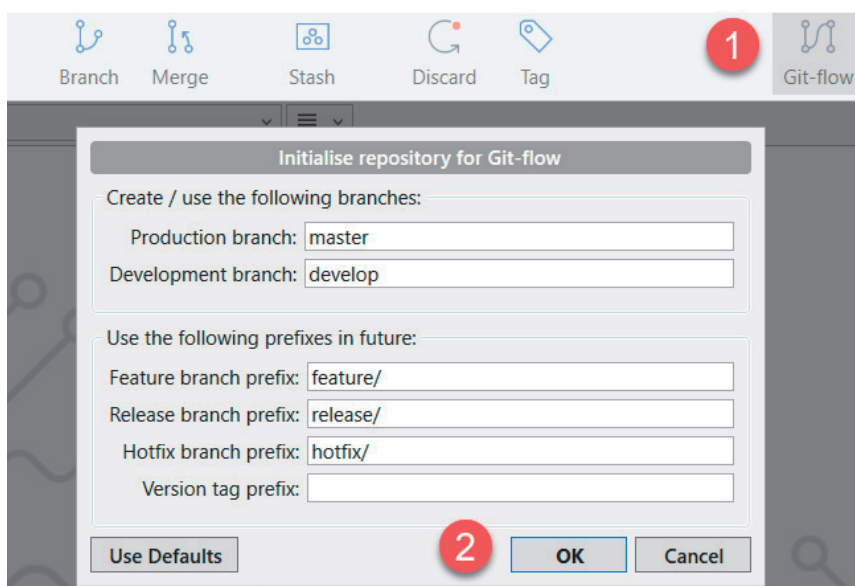 Branch Merge Stash Discard Tag 1 Git-flow
Initialise repository for Git-flow
Create / use the following branches:
Production branch: master
Development branch: develop
Use the following prefixes in future:
Feature branch prefix: feature/
Release branch prefix: release/
Hotfix branch prefix: hotfix/
Version tag prefix:
Use Defaults 2 OK Cancel